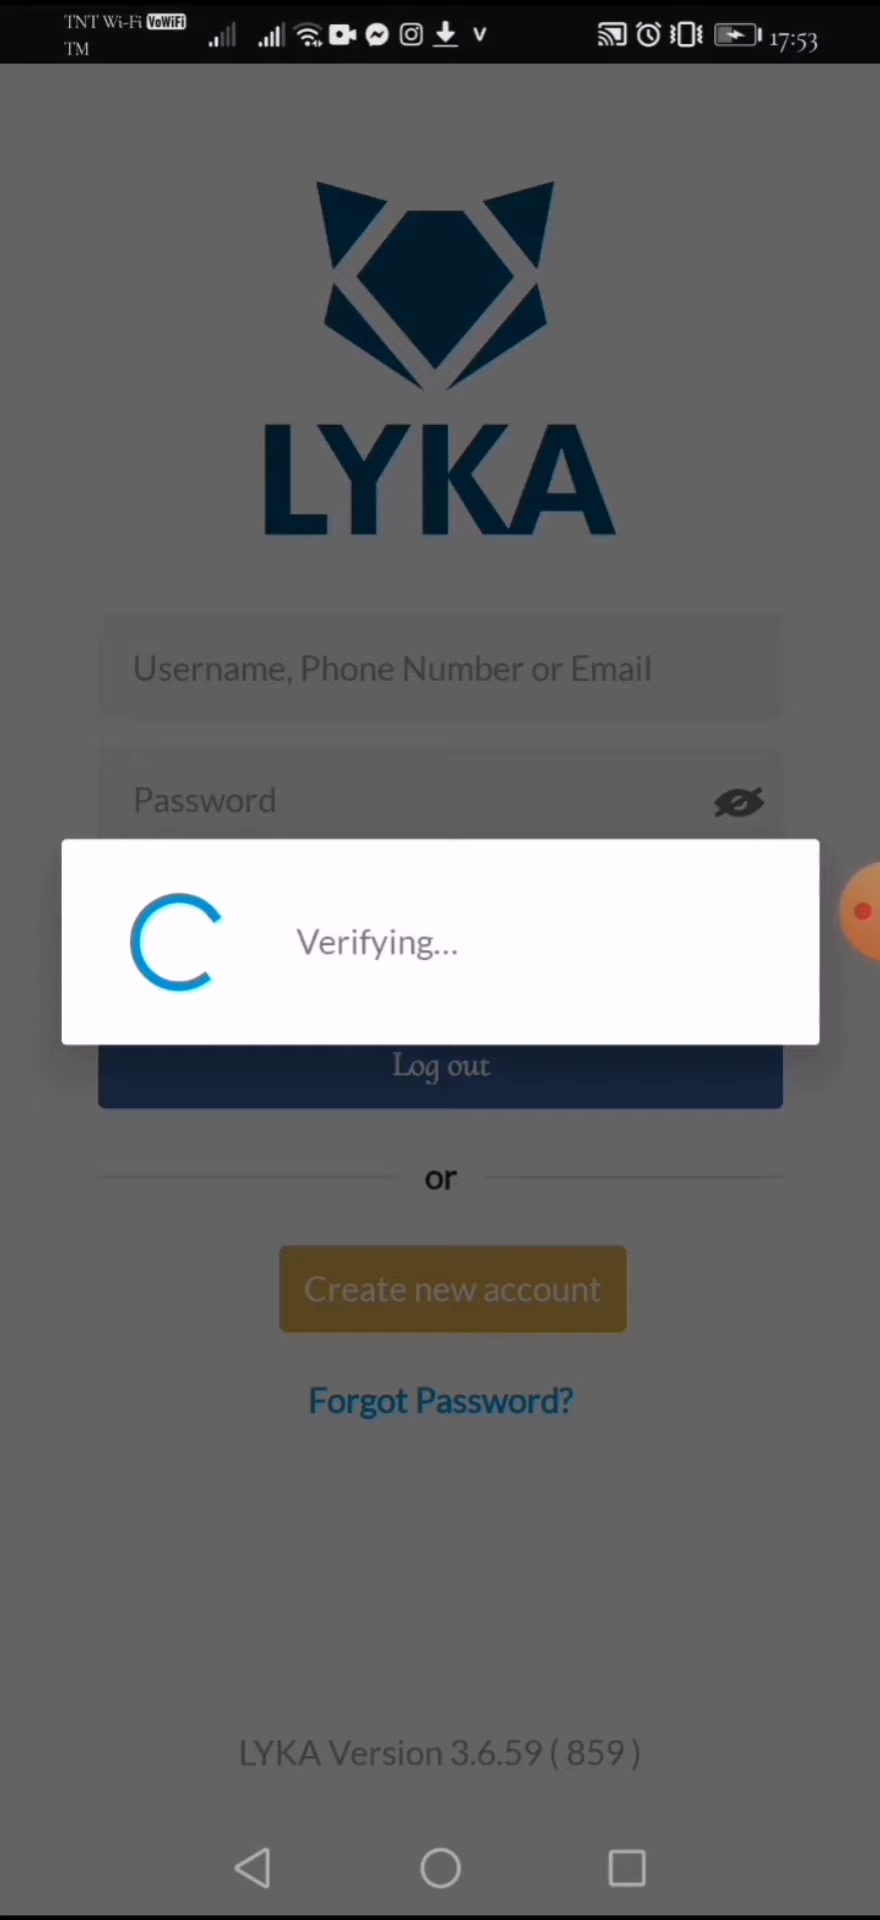 TNT Wi-Fi VoWiFi
TM
V
17:53
LYKA
Username, Phone Number or Email
Password
Verifying...
Log out
or
Create new account
Forgot Password?
LYKA Version 3.6.59 ( 859 )